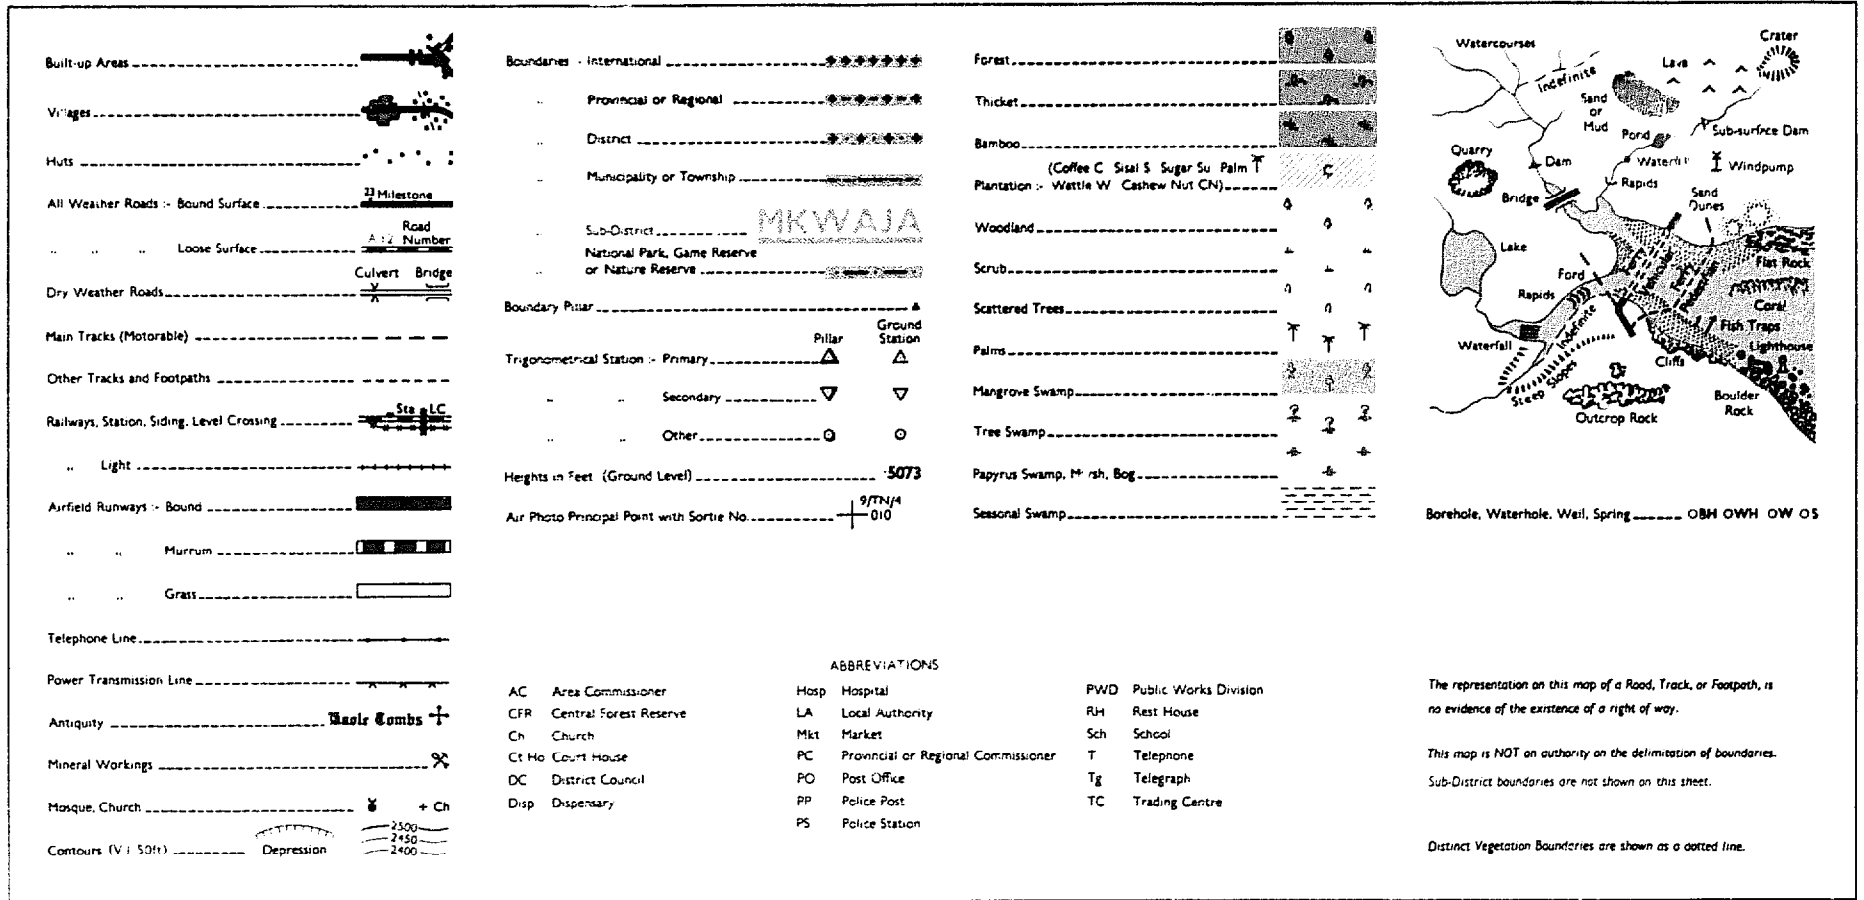 Built-up Areas
Villages
Huts
23 Milestone
All Weather Roads :- Bound Surface
Road
A 12 Number
" " " Loose Surface
Culvert Bridge
Dry Weather Roads
Main Tracks (Motorable)
Other Tracks and Footpaths
Sta LC
Railways, Station, Siding, Level Crossing
" Light
Airfield Runways :- Bound
" " Murrum
" " Grass
Telephone Line
Power Transmission Line
Antiquity Tombs
Mineral Workings
Mosque, Church + Ch
2500
2450
2400
Contours (V.I. 50ft) Depression
Boundaries - International
" Provincial or Regional
" District
" Municipality or Township
" Sub-District MKWAJA
National Park, Game Reserve
" or Nature Reserve
Boundary Pillar
Ground
Pillar Station
Trigonometrical Station :- Primary
" " Secondary
" " Other
Heights in Feet (Ground Level) ·5073
9/TN/4
Air Photo Principal Point with Sortie No. 010
Forest
Thicket
Bamboo
(Coffee C Sisal S Sugar Su Palm
Plantation :- Wattle W Cashew Nut CN) C
Woodland
Scrub
Scattered Trees
Palms
Mangrove Swamp
Tree Swamp
Papyrus Swamp, Marsh, Bog
Seasonal Swamp
Watercourses
Crater
Indefinite
Lava
Sand
or
Mud
Pond
Sub-surface Dam
Quarry
Dam
Waterfall
Windpump
Rapids
Bridge
Sand
Dunes
Lake
Flat Rock
Ford
Vehicular
Ferry
Pedestrian
Rapids
Coral
Indefinite
Fish Traps
Waterfall
Cliffs
Lighthouse
Steep Slopes
Boulder
Rock
Outcrop Rock
Borehole, Waterhole, Well, Spring OBH OWH OW OS
ABBREVIATIONS
AC Area Commissioner
CFR Central Forest Reserve
Ch Church
Ct Ho Court House
DC District Council
Disp Dispensary
Hosp Hospital
LA Local Authority
Mkt Market
PC Provincial or Regional Commissioner
PO Post Office
PP Police Post
PS Police Station
PWD Public Works Division
RH Rest House
Sch School
T Telephone
Tg Telegraph
TC Trading Centre
The representation on this map of a Road, Track, or Footpath, is
no evidence of the existence of a right of way.
This map is NOT an authority on the delimitation of boundaries.
Sub-District boundaries are not shown on this sheet.
Distinct Vegetation Boundaries are shown as a dotted line.